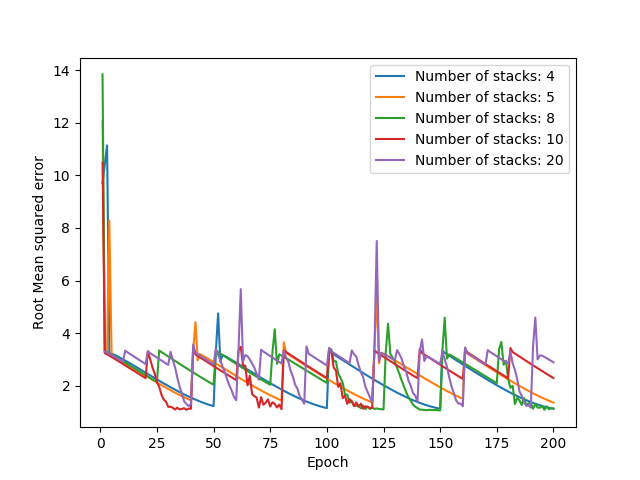 14
12
10
8
6
4
2
Root Mean squared error
0
25
50
75
100
125
150
175
200
Epoch
Number of stacks: 4
Number of stacks: 5
Number of stacks: 8
Number of stacks: 10
Number of stacks: 20